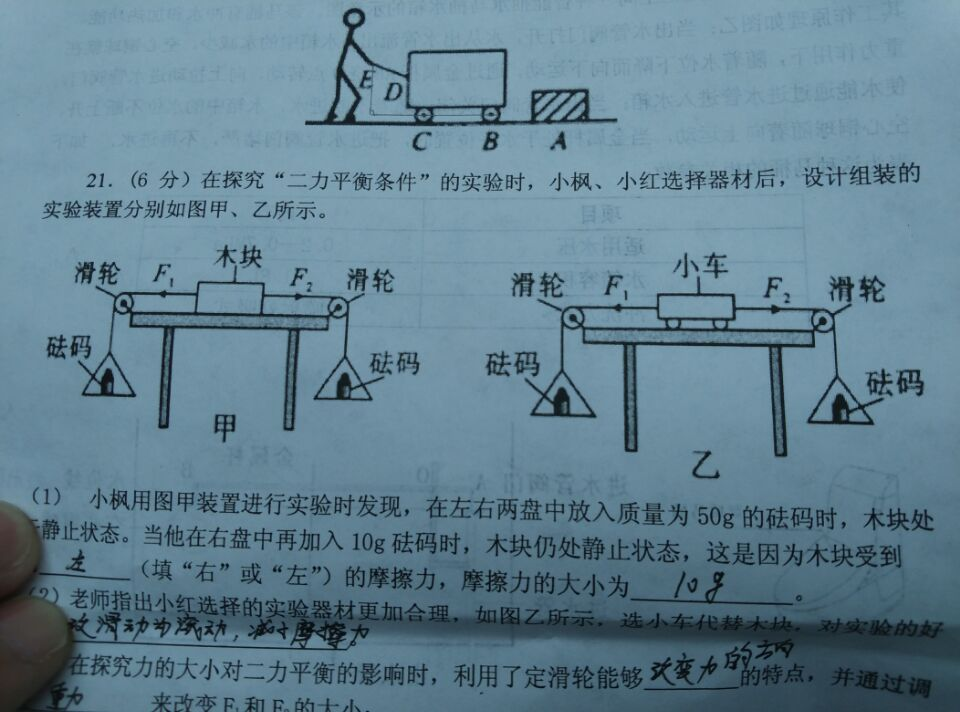 E
D
C B A
21.(6 分)在探究“二力平衡条件”的实验时,小枫、小红选择器材后,设计组装的
实验装置分别如图甲、乙所示。
滑轮 F₁ 木块 F₂ 滑轮
砝码 砝码
甲
滑轮 F₁ 小车 F₂ 滑轮
砝码 砝码
乙
(1) 小枫用图甲装置进行实验时发现,在左右两盘中放入质量为 50g 的砝码时,木块处
静止状态。当他在右盘中再加入 10g 砝码时,木块仍处静止状态,这是因为木块受到
左(填“右”或“左”)的摩擦力,摩擦力的大小为 10g 。
(2)老师指出小红选择的实验器材更加合理,如图乙所示,选小车代替木块,对实验的好
改滑动为滚动,减小摩擦力
在探究力的大小对二力平衡的影响时,利用了定滑轮能够 改变力的方向 的特点,并通过调
重力 来改变 F₁ 和 F₂ 的大小;